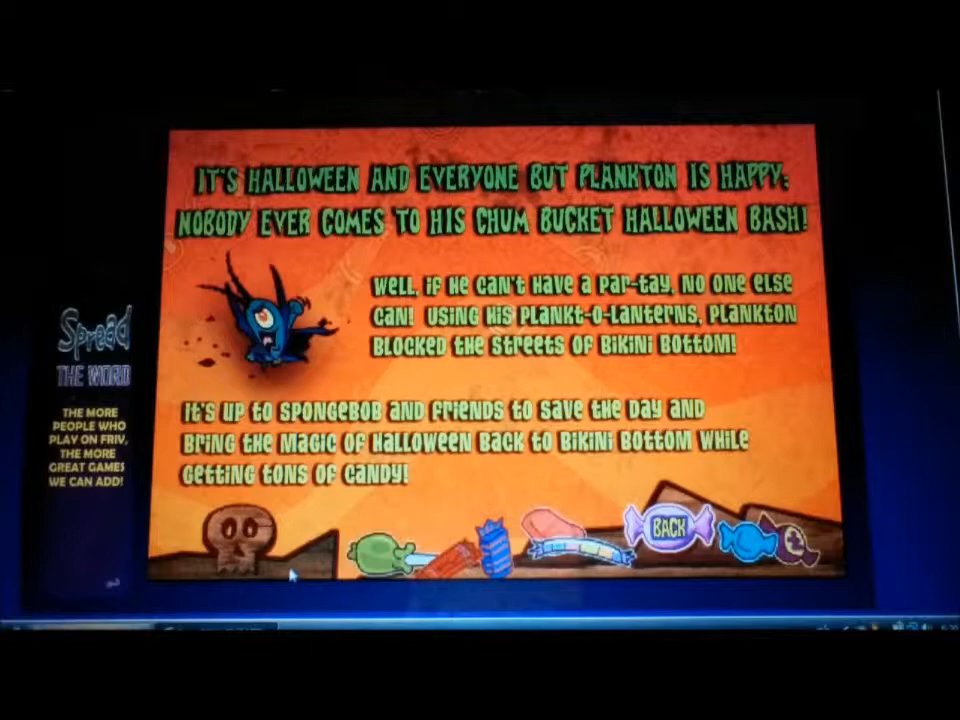 IT'S HALLOWEEN AND EVERYONE BUT PLANKTON IS HAPPY:
NOBODY EVER COMES TO HIS CHUM BUCKET HALLOWEEN BASH!
WELL, IF HE CAN'T HAVE A PAR-TAY, NO ONE ELSE
CAN! USING HIS PLANKT-O-LANTERNS, PLANKTON
BLOCKED THE STREETS OF BIKINI BOTTOM!
IT'S UP TO SPONGEBOB AND FRIENDS TO SAVE THE DAY AND
BRING THE MAGIC OF HALLOWEEN BACK TO BIKINI BOTTOM WHILE
GETTING TONS OF CANDY!
BACK
Spread
THE WORD
THE MORE
PEOPLE WHO
PLAY ON FRIV,
THE MORE
GREAT GAMES
WE CAN ADD!